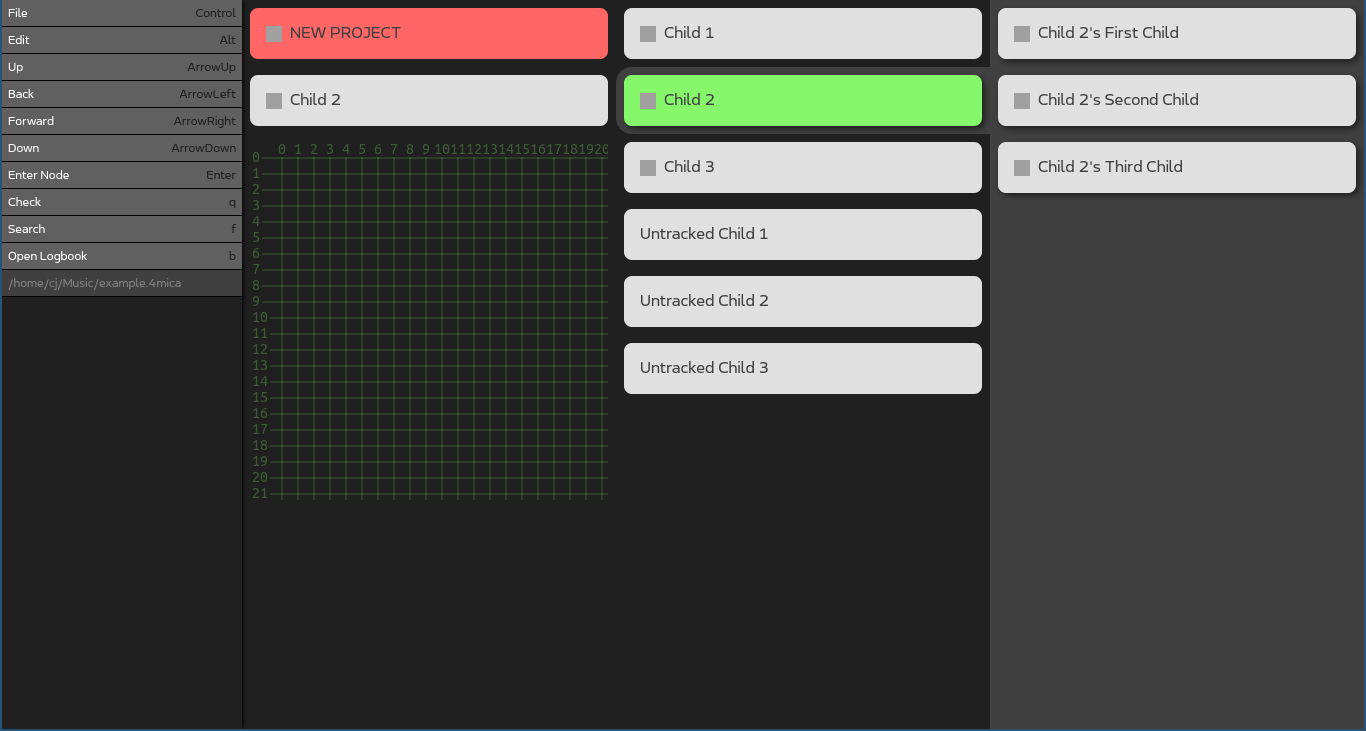 File Control
Edit Alt
Up ArrowUp
Back ArrowLeft
Forward ArrowRight
Down ArrowDown
Enter Node Enter
Check q
Search f
Open Logbook b
/home/cj/Music/example.4mica
NEW PROJECT
Child 2
0 1 2 3 4 5 6 7 8 9 10 11 12 13 14 15 16 17 18 19 20
0
1
2
3
4
5
6
7
8
9
10
11
12
13
14
15
16
17
18
19
20
21
Child 1
Child 2
Child 3
Untracked Child 1
Untracked Child 2
Untracked Child 3
Child 2's First Child
Child 2's Second Child
Child 2's Third Child